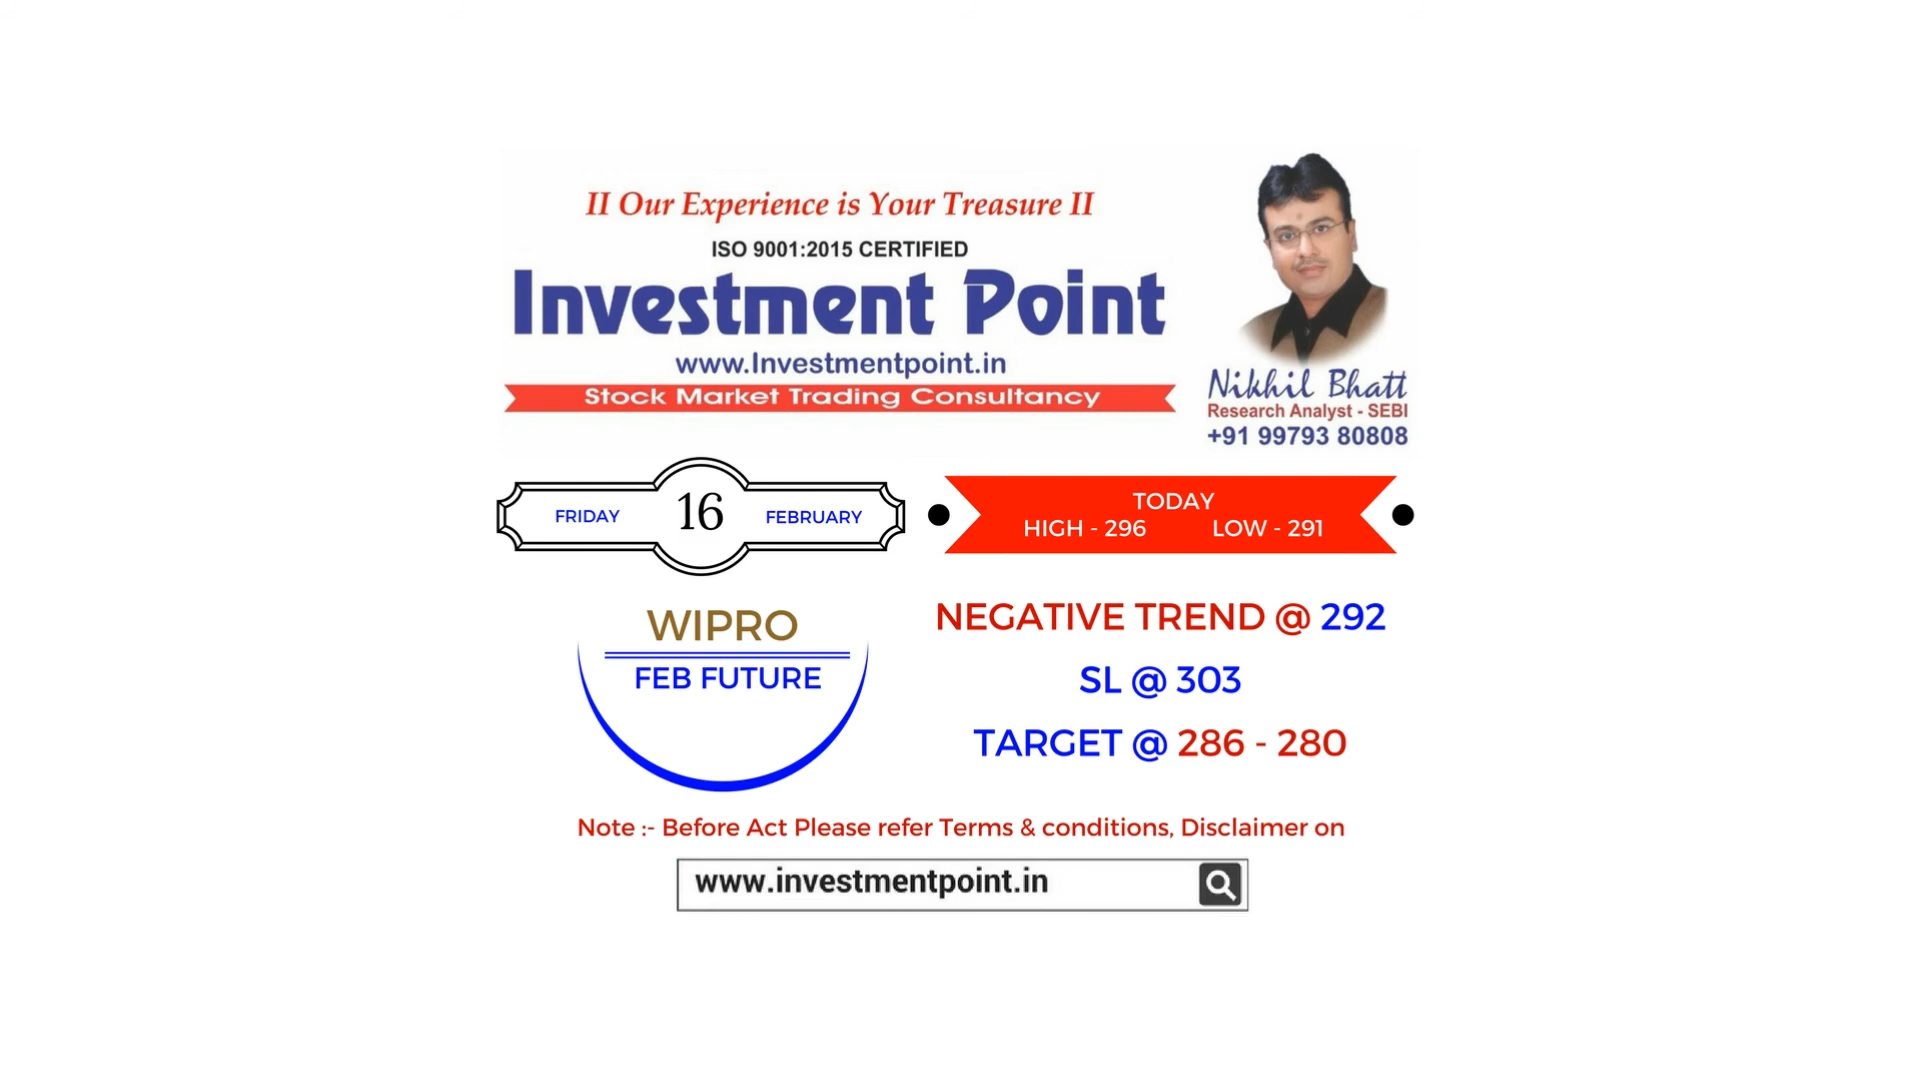 II Our Experience is Your Treasure II
ISO 9001:2015 CERTIFIED
Investment Point
www.Investmentpoint.in
Stock Market Trading Consultancy
Nikhil Bhatt
Research Analyst - SEBI
+91 99793 80808
FRIDAY 16 FEBRUARY
TODAY
HIGH - 296 LOW - 291
WIPRO
FEB FUTURE
NEGATIVE TREND @ 292
SL @ 303
TARGET @ 286 - 280
Note :- Before Act Please refer Terms & conditions, Disclaimer on
www.investmentpoint.in